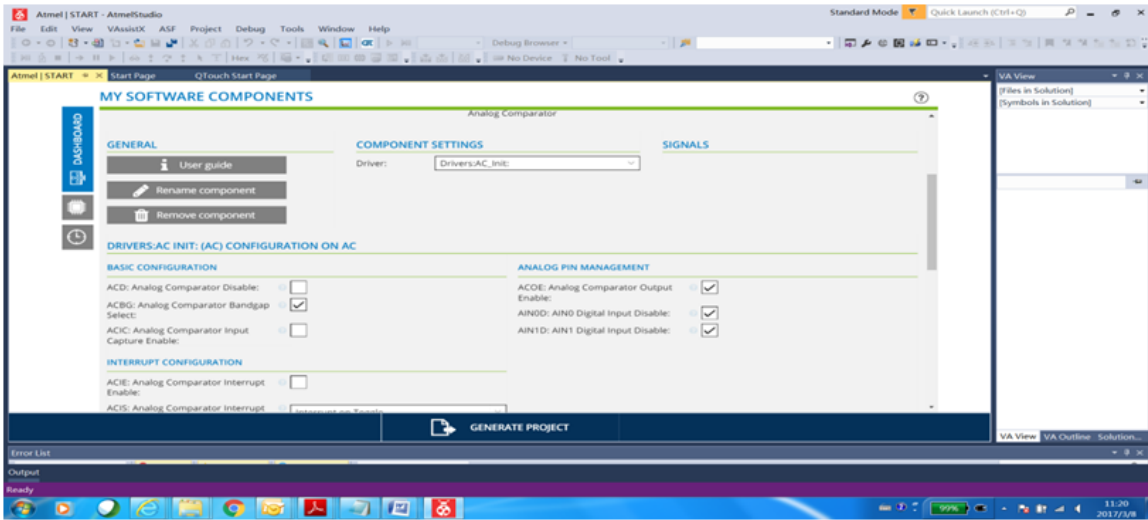 Atmel | START - AtmelStudio
Standard Mode
Quick Launch (Ctrl+Q)
File Edit View VAssistX ASF Project Debug Tools Window Help
Debug Browser
Hex
No Device No Tool
Atmel | START Start Page QTouch Start Page
VA View
[Files in Solution]
[Symbols in Solution]
MY SOFTWARE COMPONENTS
DASHBOARD
Analog Comparator
GENERAL
COMPONENT SETTINGS
SIGNALS
User guide
Driver: Drivers:AC_Init:
Rename component
Remove component
DRIVERS:AC INIT: (AC) CONFIGURATION ON AC
BASIC CONFIGURATION
ANALOG PIN MANAGEMENT
ACD: Analog Comparator Disable:
ACOE: Analog Comparator Output
Enable:
ACBG: Analog Comparator Bandgap
Select:
AIN0D: AIN0 Digital Input Disable:
ACIC: Analog Comparator Input
Capture Enable:
AIN1D: AIN1 Digital Input Disable:
INTERRUPT CONFIGURATION
ACIE: Analog Comparator Interrupt
Enable:
ACIS: Analog Comparator Interrupt
Interrupt on Toggle
GENERATE PROJECT
VA View VA Outline Solution...
Error List
Output
Ready
99%
11:20
2017/3/8